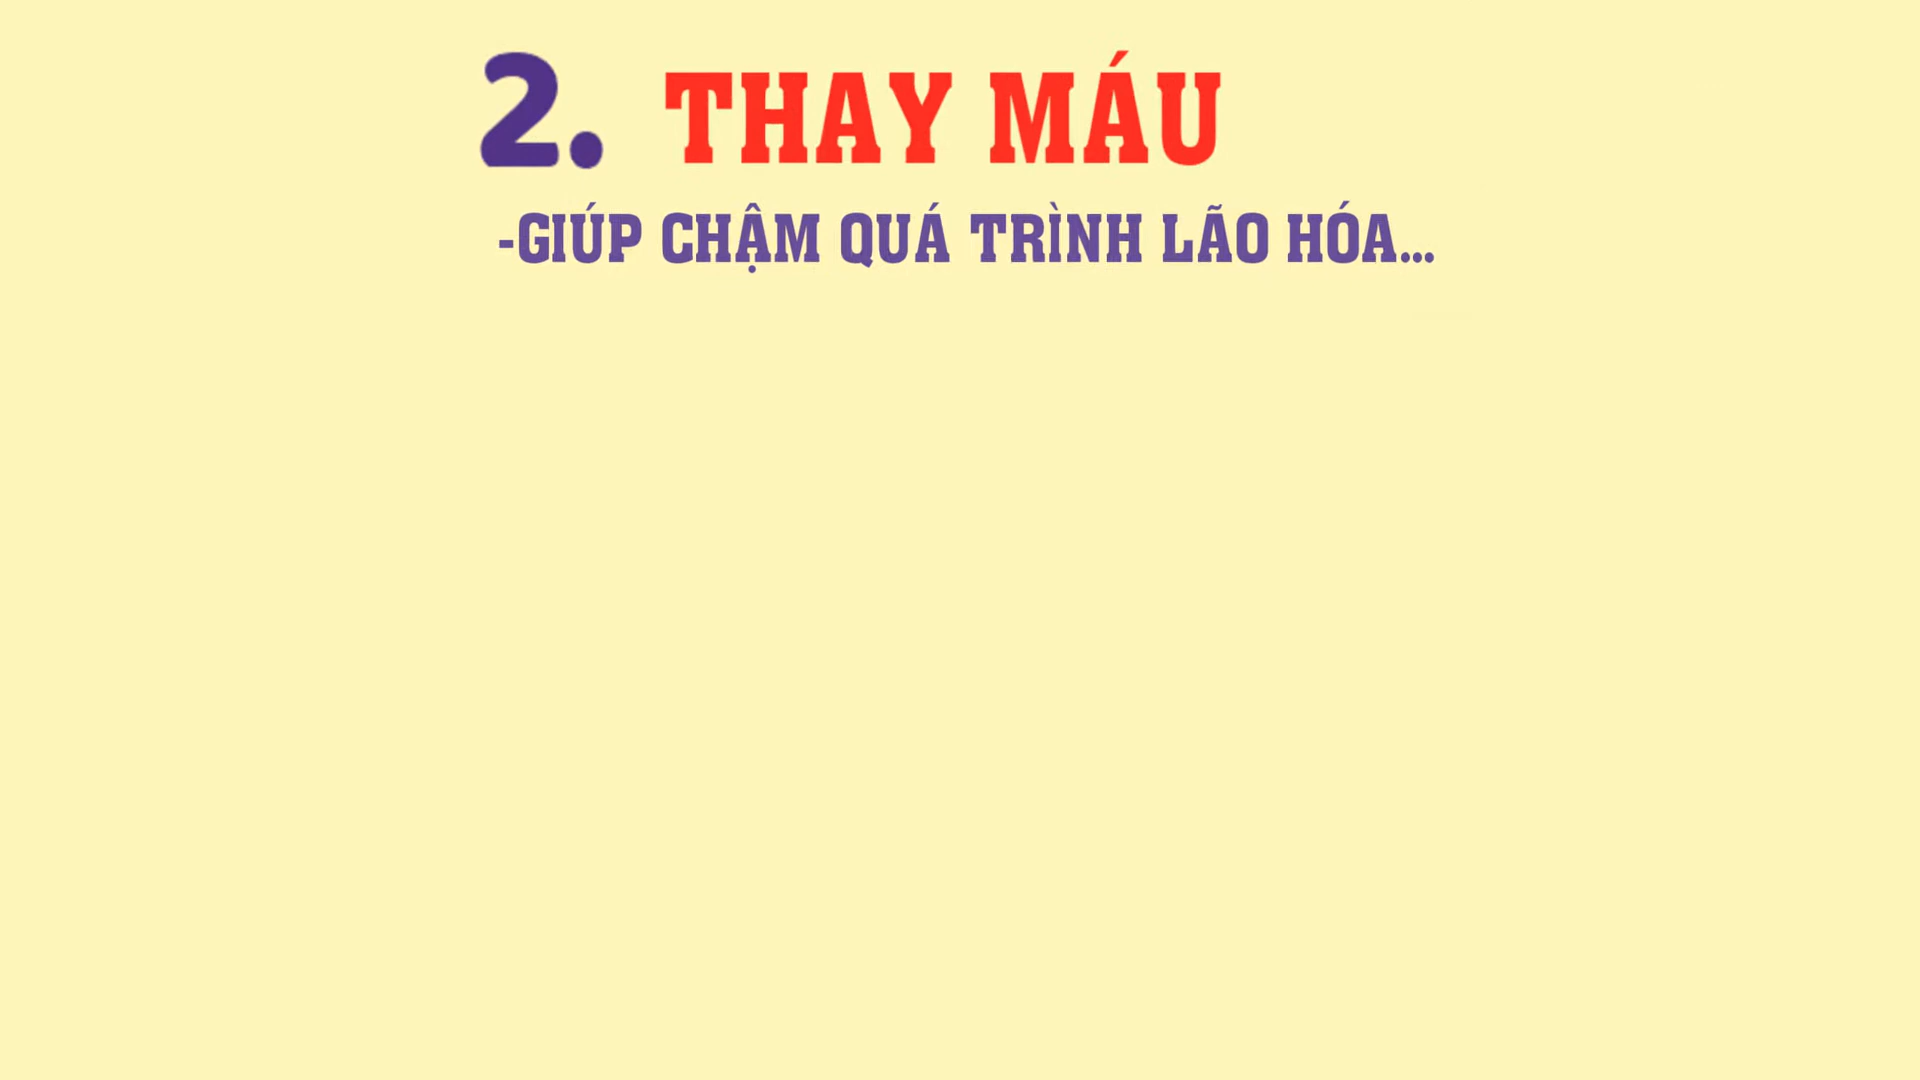 2. THAY MÁU
-GIÚP CHẬM QUÁ TRÌNH LÃO HÓA...